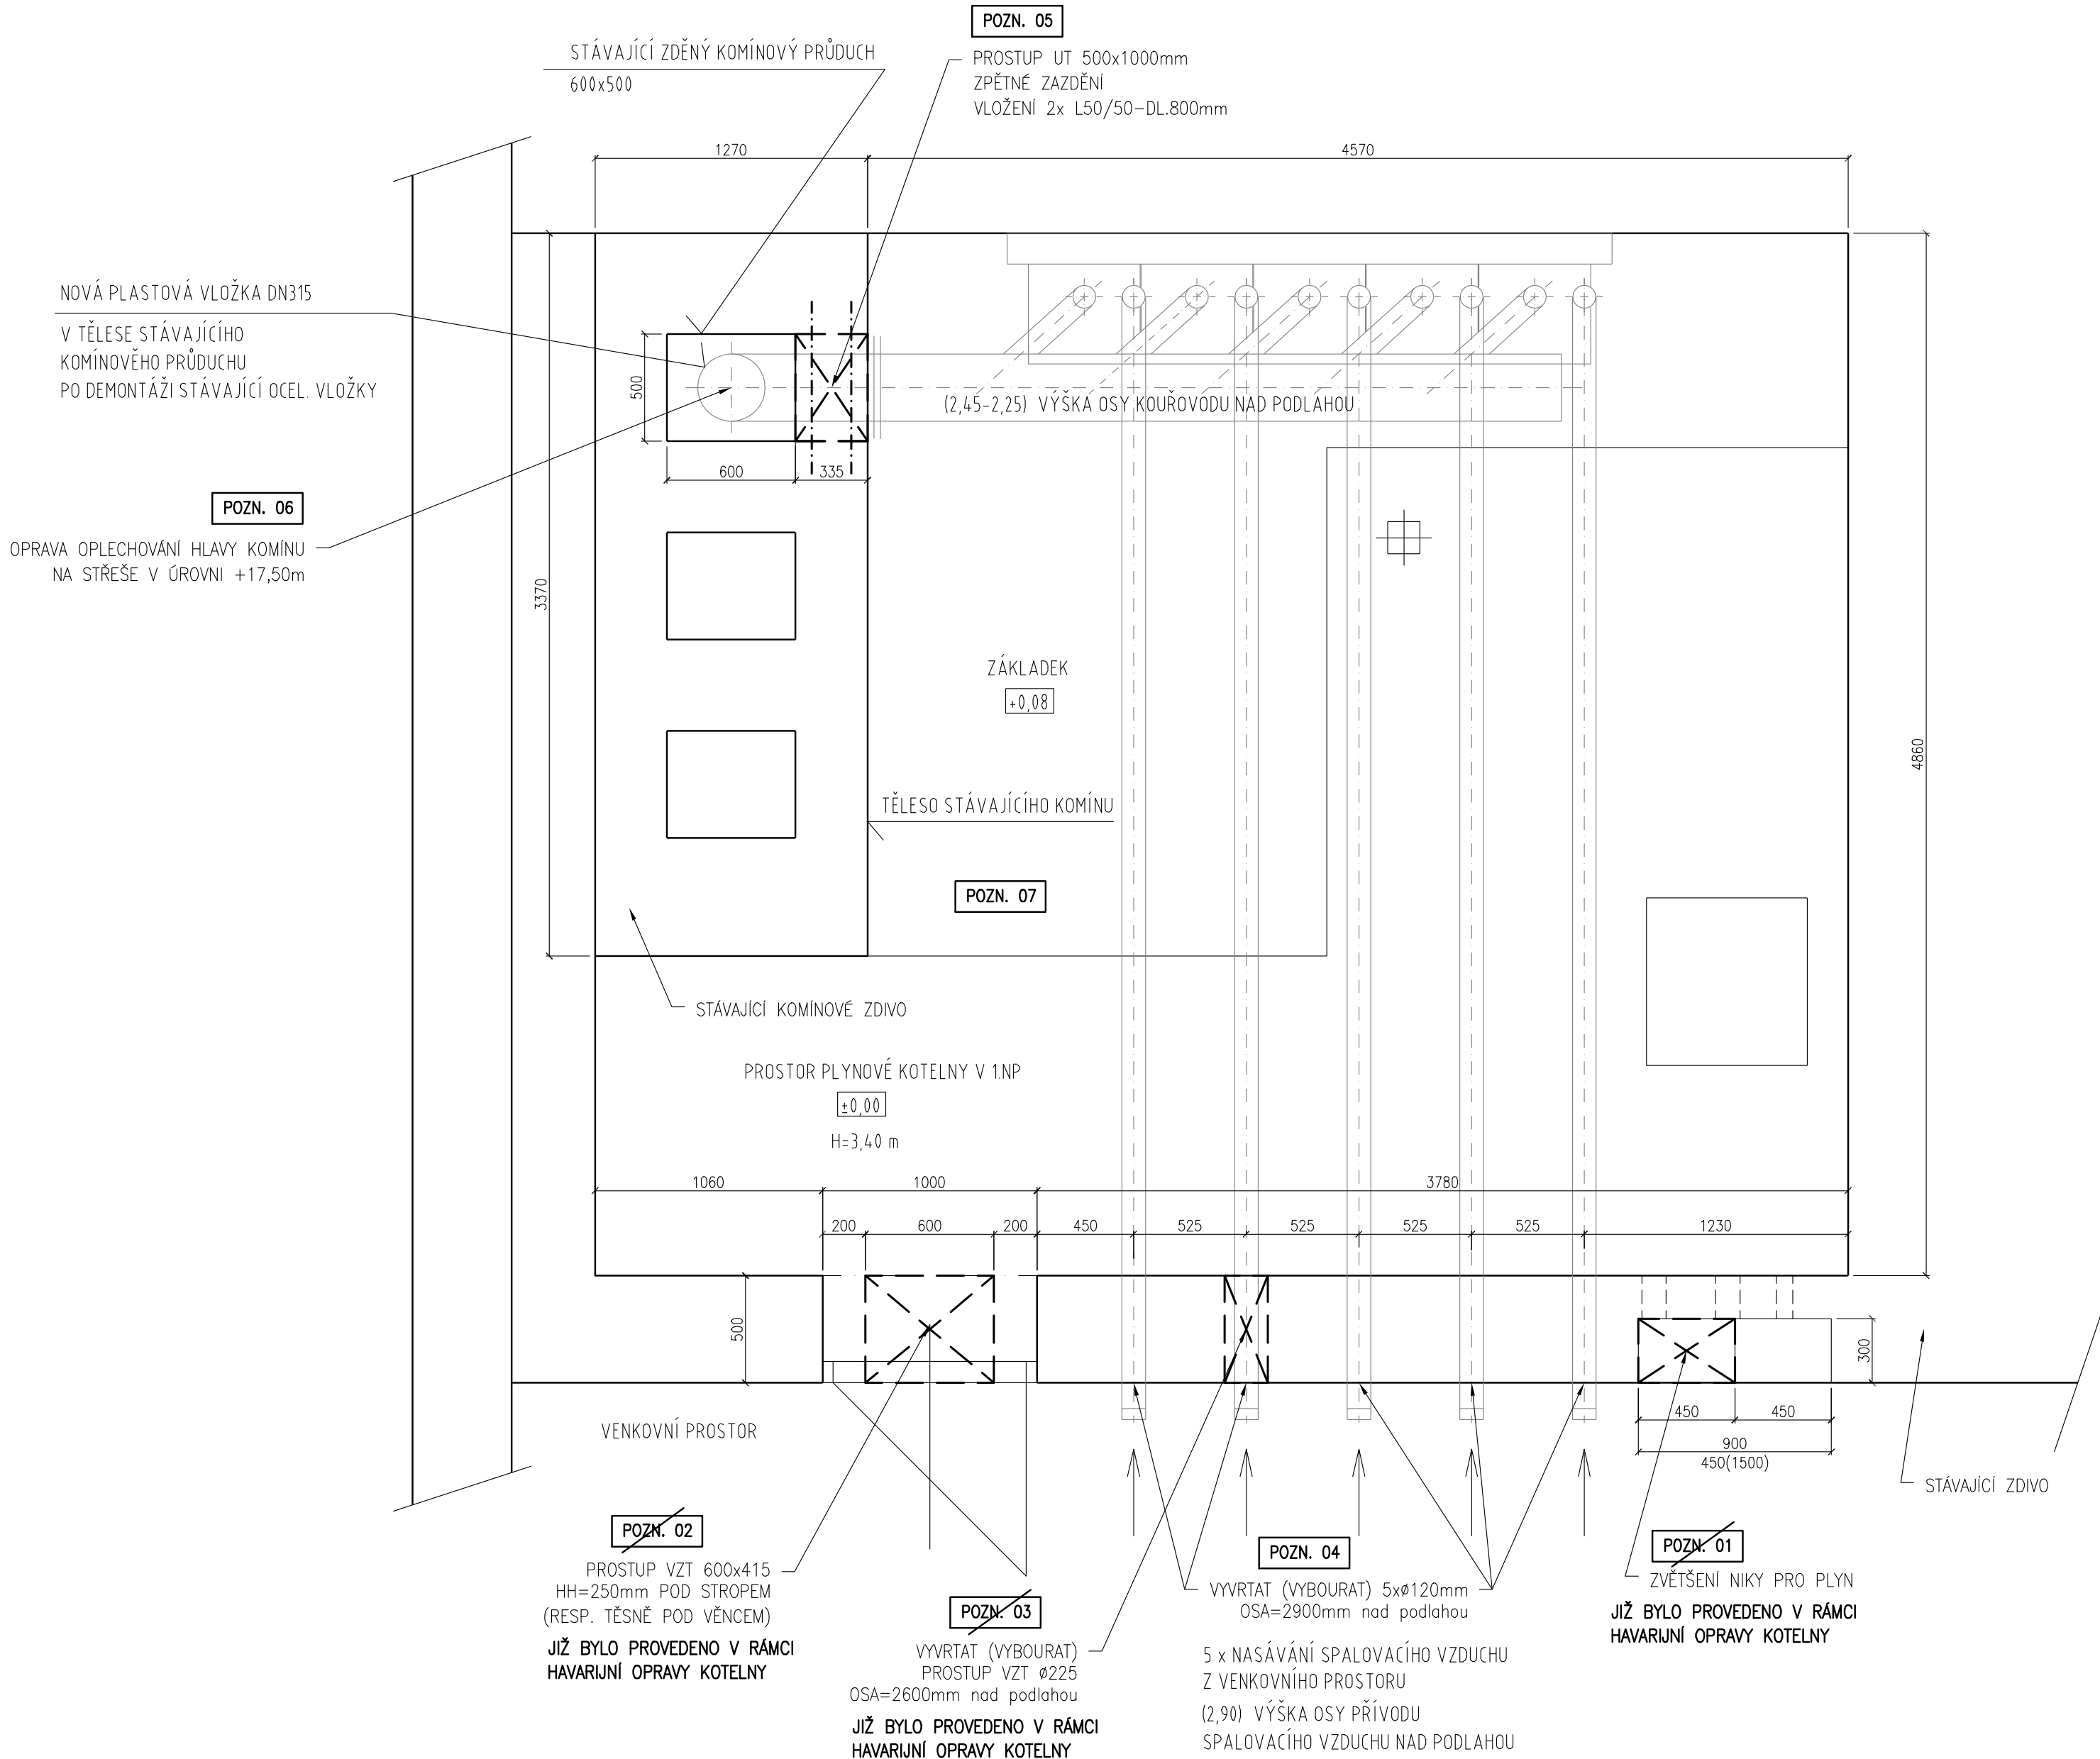 POZN. 05
STÁVAJÍCÍ ZDĚNÝ KOMÍNOVÝ PRŮDUCH
600x500
PROSTUP UT 500x1000mm
ZPĚTNÉ ZAZDĚNÍ
VLOŽENÍ 2x L50/50-DL.800mm
1270
4570
NOVÁ PLASTOVÁ VLOŽKA DN315
V TĚLESE STÁVAJÍCÍHO
KOMÍNOVĚHO PRŮDUCHU
PO DEMONTÁŽI STÁVAJÍCÍ OCEL. VLOŽKY
500
(2,45-2,25) VÝŠKA OSY KOUŘOVODU NAD PODLAHOU
600
335
POZN. 06
OPRAVA OPLECHOVÁNÍ HLAVY KOMÍNU
NA STŘEŠE V ÚROVNI +17,50m
3370
ZÁKLADEK
+0,08
4860
TĚLESO STÁVAJÍCÍHO KOMÍNU
POZN. 07
STÁVAJÍCÍ KOMÍNOVÉ ZDIVO
PROSTOR PLYNOVÉ KOTELNY V 1.NP
±0,00
H=3,40 m
1060
1000
3780
200
600
200
450
525
525
525
525
1230
500
300
450
450
900
450(1500)
VENKOVNÍ PROSTOR
STÁVAJÍCÍ ZDIVO
POZN. 02
PROSTUP VZT 600x415
HH=250mm POD STROPEM
(RESP. TĚSNĚ POD VĚNCEM)
JIŽ BYLO PROVEDENO V RÁMCI
HAVARIJNÍ OPRAVY KOTELNY
POZN. 03
VYVRTAT (VYBOURAT)
PROSTUP VZT ø225
OSA=2600mm nad podlahou
JIŽ BYLO PROVEDENO V RÁMCI
HAVARIJNÍ OPRAVY KOTELNY
POZN. 04
VYVRTAT (VYBOURAT) 5xø120mm
OSA=2900mm nad podlahou
5 x NASÁVÁNÍ SPALOVACÍHO VZDUCHU
Z VENKOVNÍHO PROSTORU
(2,90) VÝŠKA OSY PŘÍVODU
SPALOVACÍHO VZDUCHU NAD PODLAHOU
POZN. 01
ZVĚTŠENÍ NIKY PRO PLYN
JIŽ BYLO PROVEDENO V RÁMCI
HAVARIJNÍ OPRAVY KOTELNY